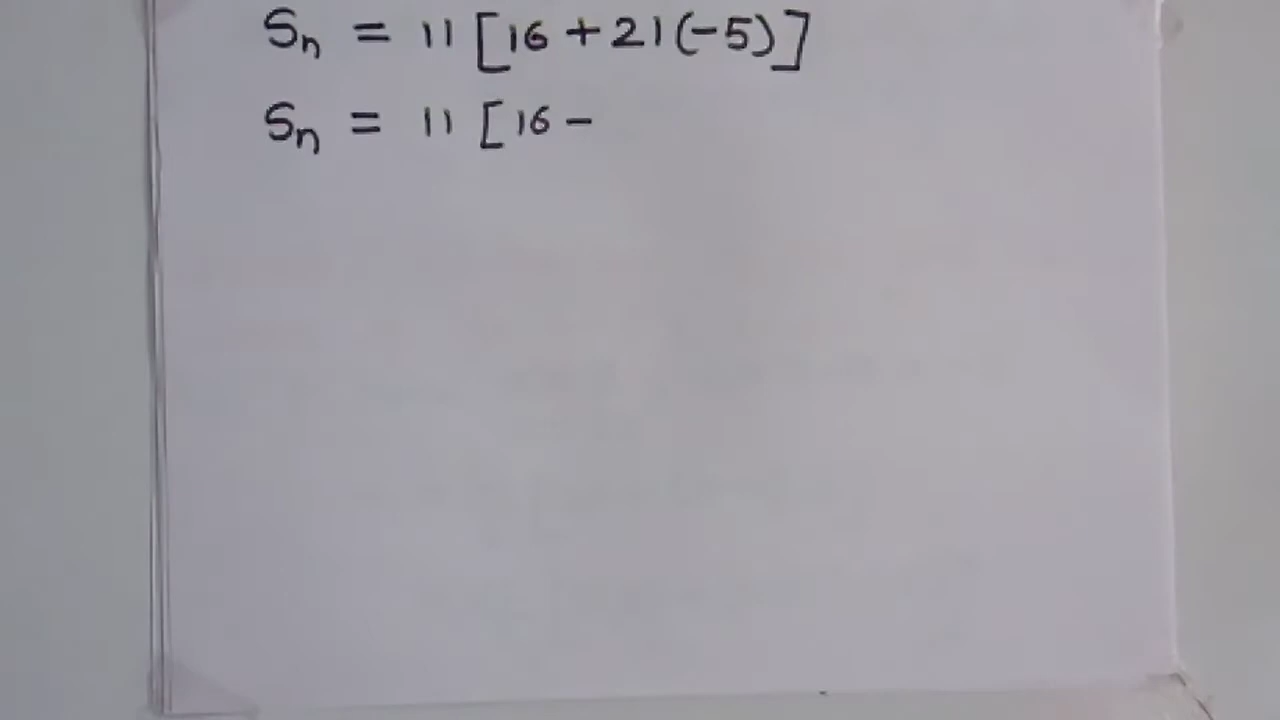 Sn = 11 [16 + 21(-5)]
Sn = 11 [16 -